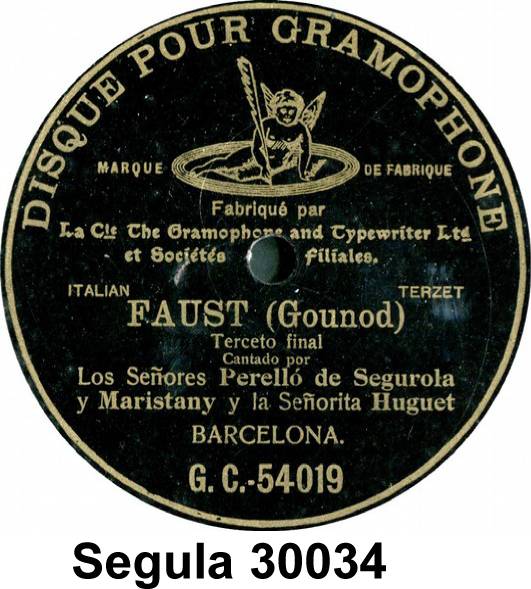 DISQUE POUR GRAMOPHONE
MARQUE DE FABRIQUE
Fabriqué par
La Cie The Gramophone and Typewriter Ltd
et Sociétés filiales.
ITALIAN TERZET
FAUST (Gounod)
Terceto final
Cantado por
Los Señores Perelló de Segurola
y Maristany y la Señorita Huguet
BARCELONA.
G. C.-54019
Segula 30034